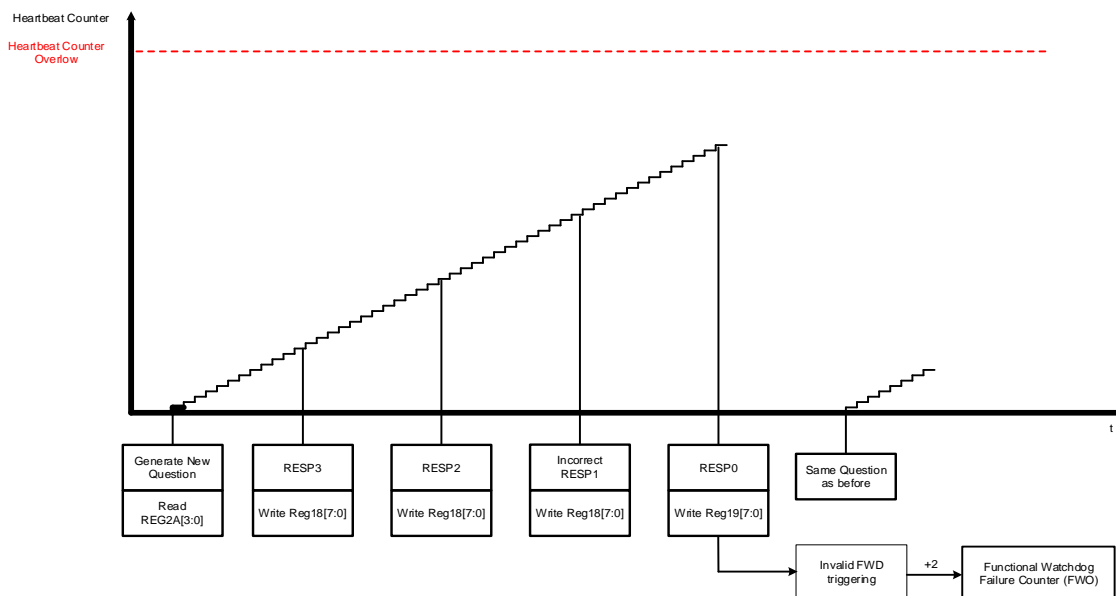 Heartbeat Counter
Heartbeat Counter
Overlow
t
Generate New
Question
Read
REG2A[3:0]
RESP3
Write Reg18[7:0]
RESP2
Write Reg18[7:0]
Incorrect
RESP1
Write Reg18[7:0]
RESP0
Write Reg19[7:0]
Same Question
as before
Invalid FWD
triggering
+2
Functional Watchdog
Failure Counter (FWO)